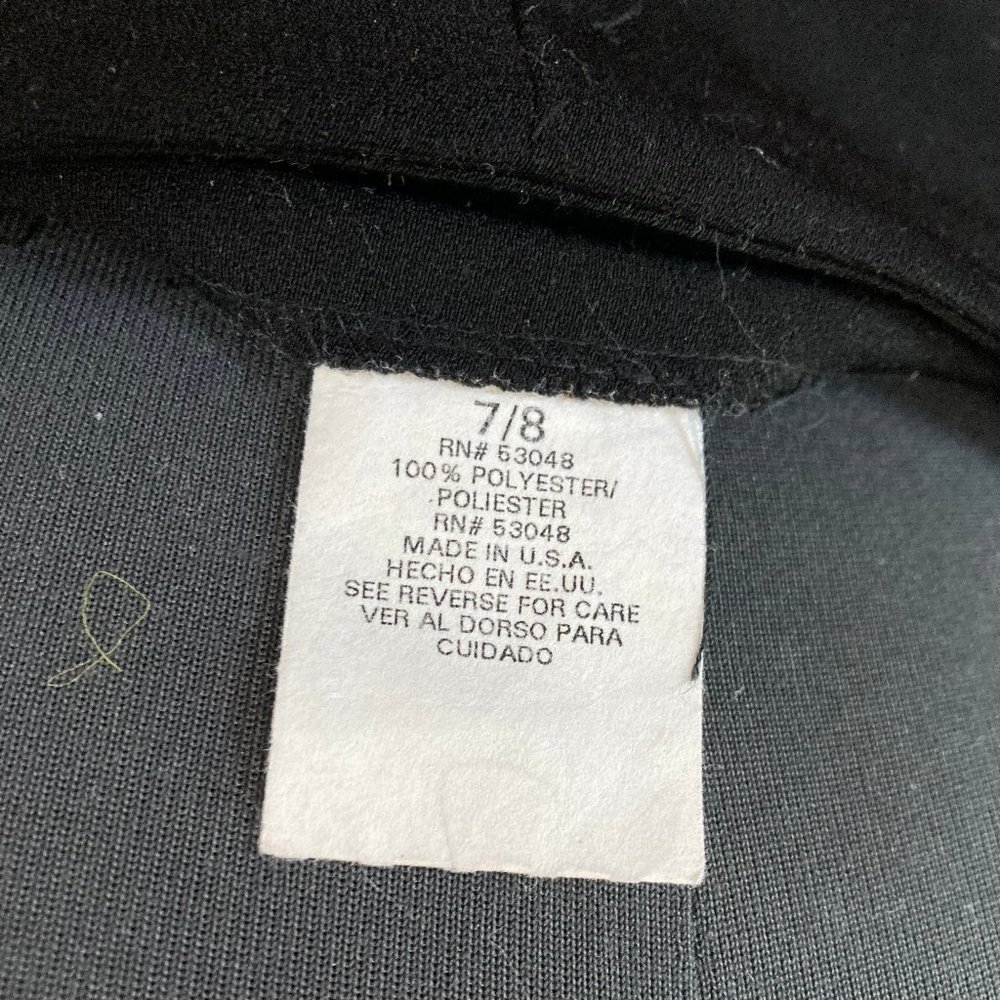 7/8
RN# 53048
100% POLYESTER/
POLIESTER
RN# 53048
MADE IN U.S.A.
HECHO EN EE.UU.
SEE REVERSE FOR CARE
VER AL DORSO PARA
CUIDADO